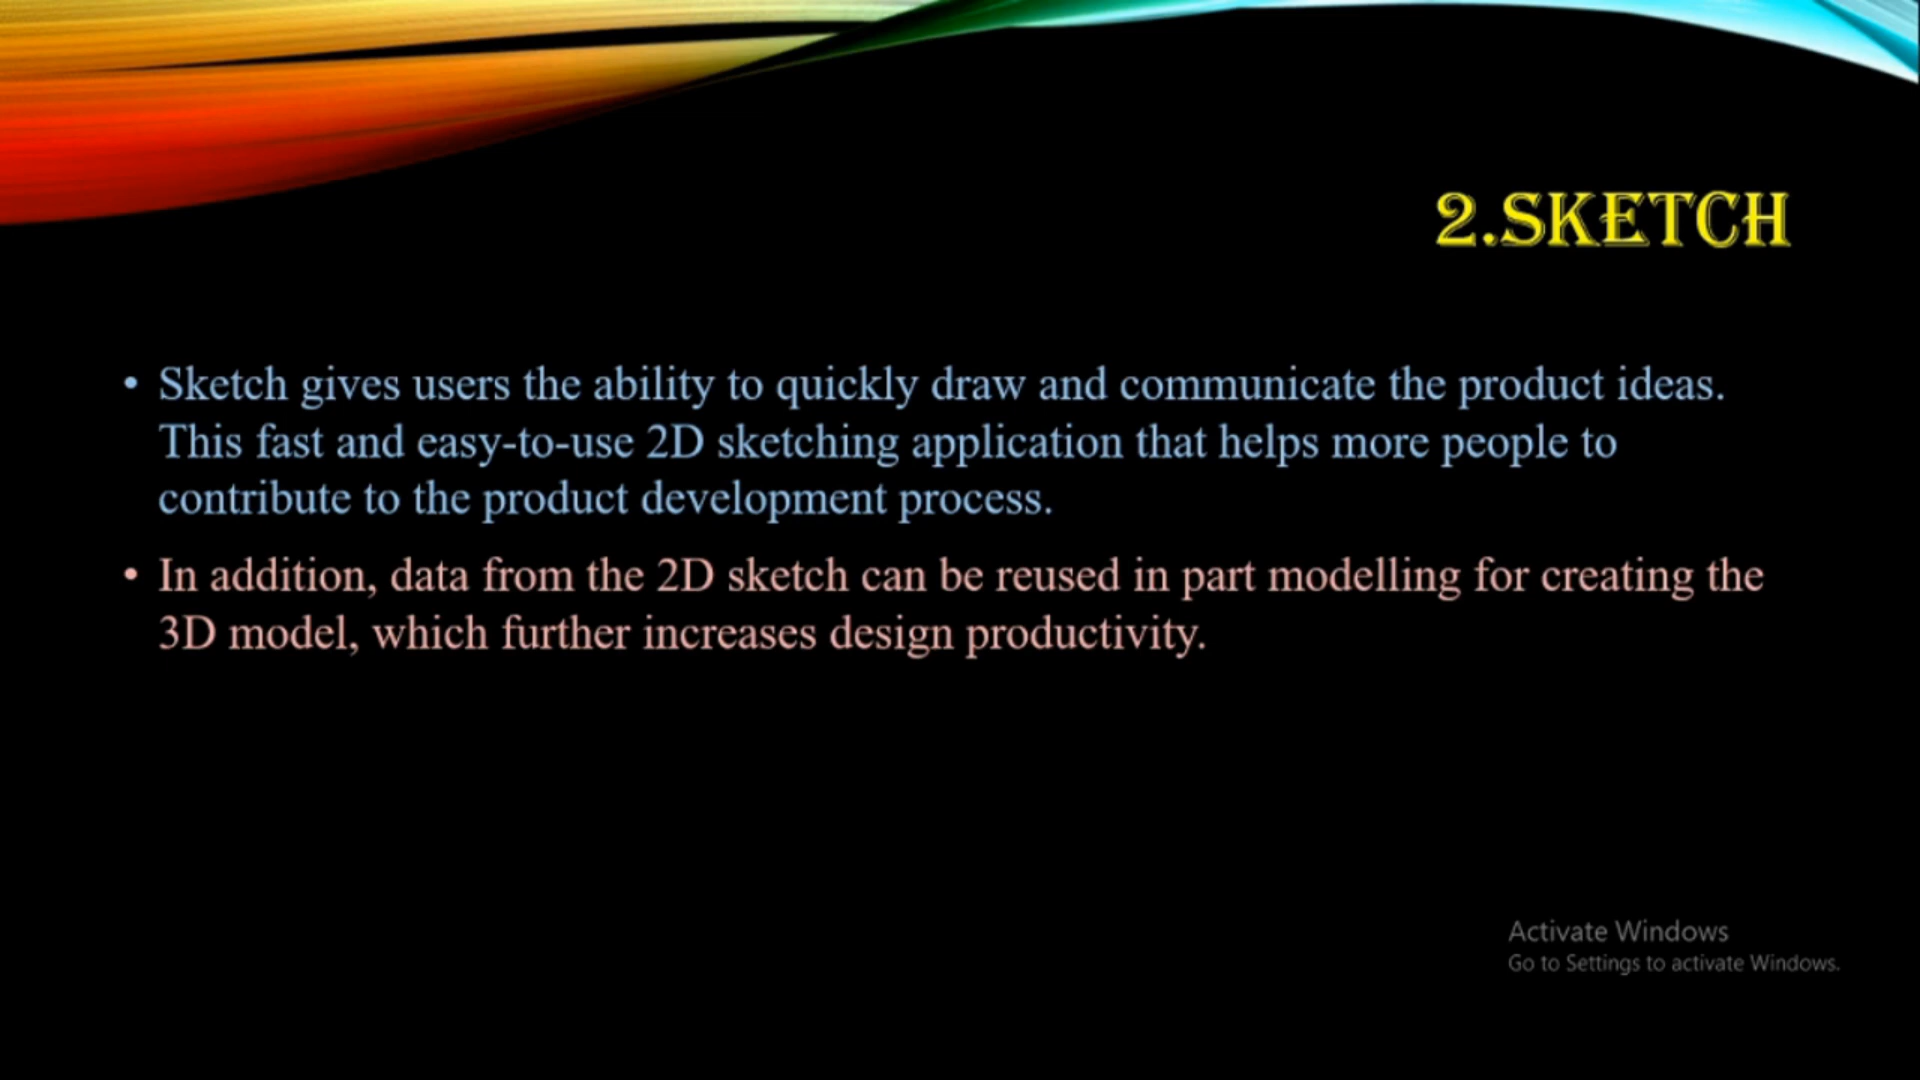 2.SKETCH
• Sketch gives users the ability to quickly draw and communicate the product ideas.
This fast and easy-to-use 2D sketching application that helps more people to
contribute to the product development process.
• In addition, data from the 2D sketch can be reused in part modelling for creating the
3D model, which further increases design productivity.
Activate Windows
Go to Settings to activate Windows.